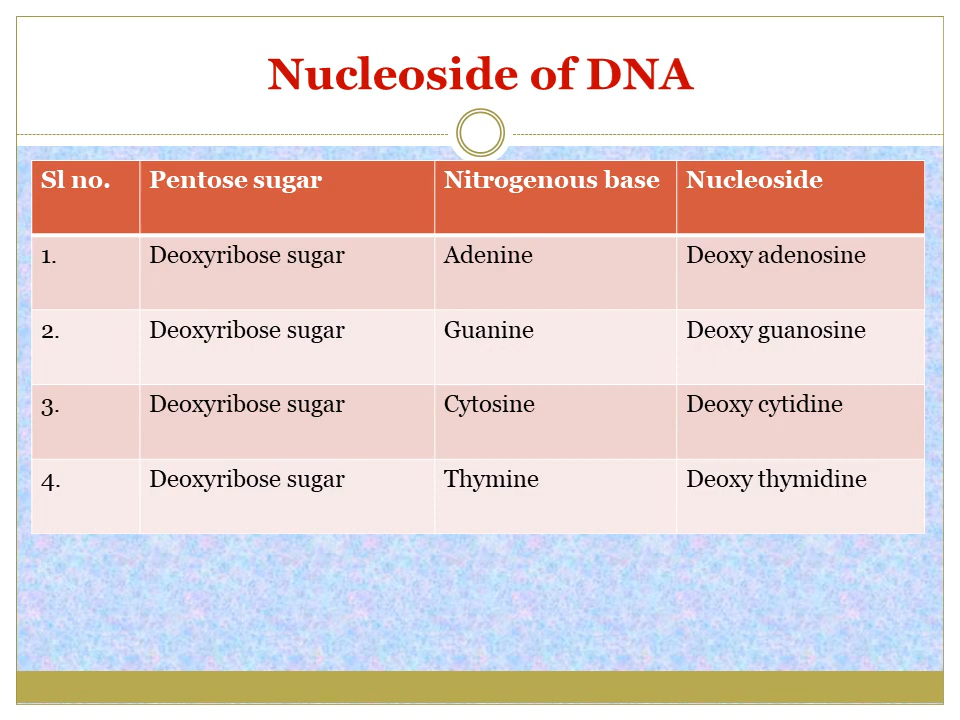 Nucleoside of DNA
Sl no. Pentose sugar Nitrogenous base Nucleoside
1. Deoxyribose sugar Adenine Deoxy adenosine
2. Deoxyribose sugar Guanine Deoxy guanosine
3. Deoxyribose sugar Cytosine Deoxy cytidine
4. Deoxyribose sugar Thymine Deoxy thymidine